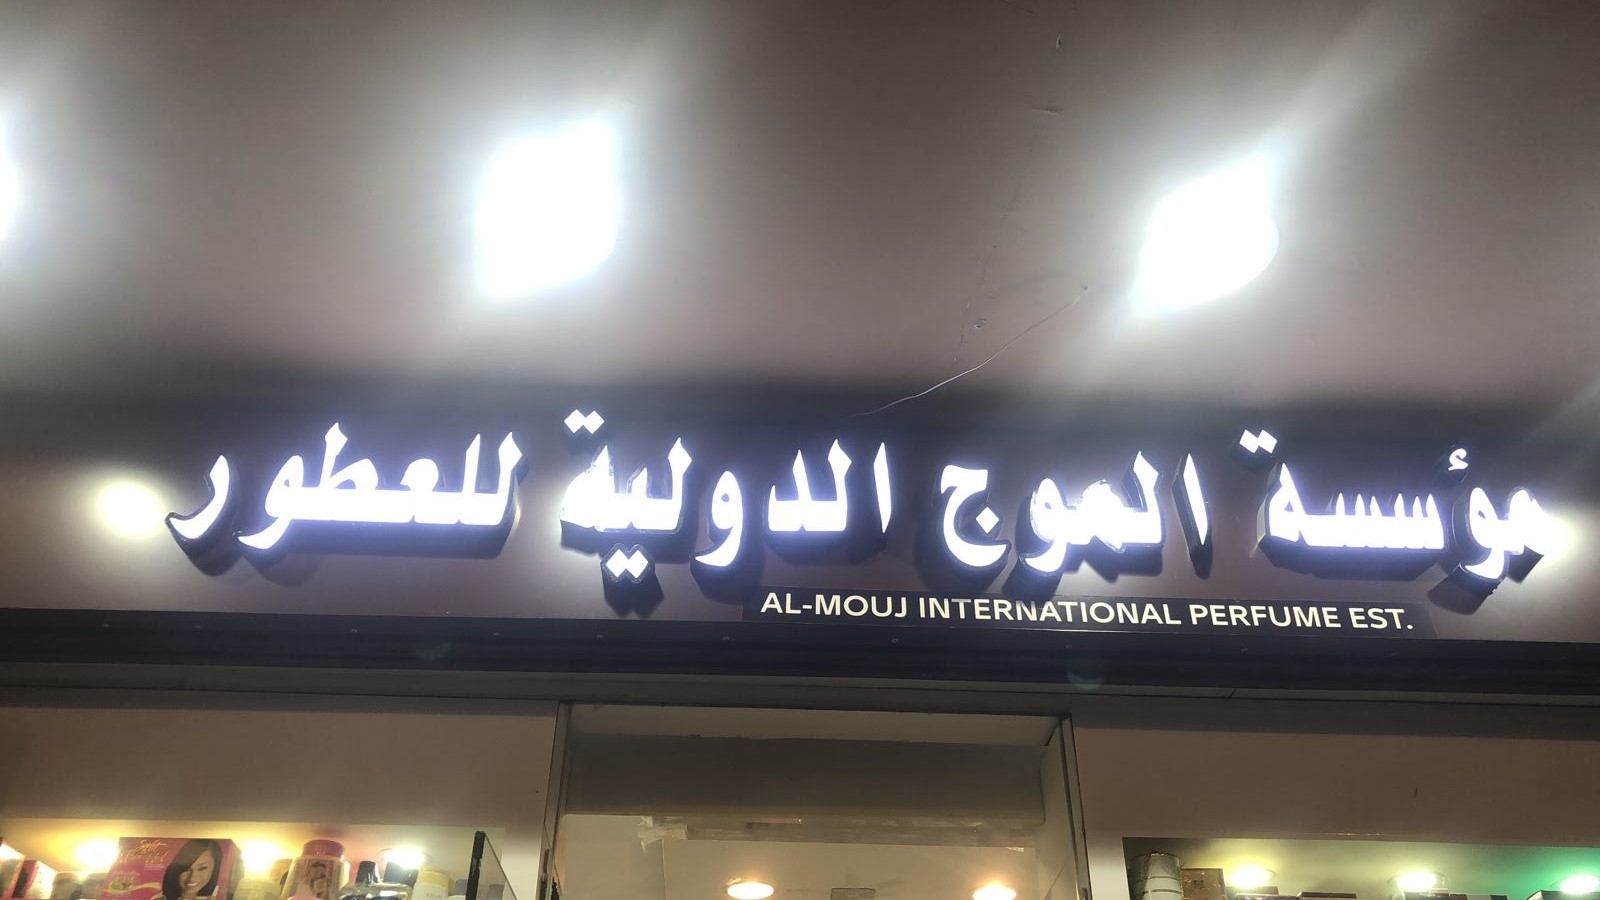 مؤسسة الموج الدولية للعطور
AL-MOUJ INTERNATIONAL PERFUME EST.